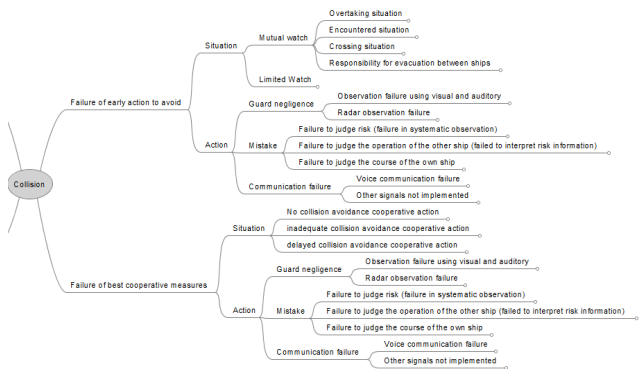 Collision
Failure of early action to avoid
Situation
Mutual watch
Overtaking situation
Encountered situation
Crossing situation
Responsibility for evacuation between ships
Limited Watch
Action
Guard negligence
Observation failure using visual and auditory
Radar observation failure
Mistake
Failure to judge risk (failure in systematic observation)
Failure to judge the operation of the other ship (failed to interpret risk information)
Failure to judge the course of the own ship
Communication failure
Voice communication failure
Other signals not implemented
Failure of best cooperative measures
Situation
No collision avoidance cooperative action
inadequate collision avoidance cooperative action
delayed collision avoidance cooperative action
Action
Guard negligence
Observation failure using visual and auditory
Radar observation failure
Mistake
Failure to judge risk (failure in systematic observation)
Failure to judge the operation of the other ship (failed to interpret risk information)
Failure to judge the course of the own ship
Communication failure
Voice communication failure
Other signals not implemented